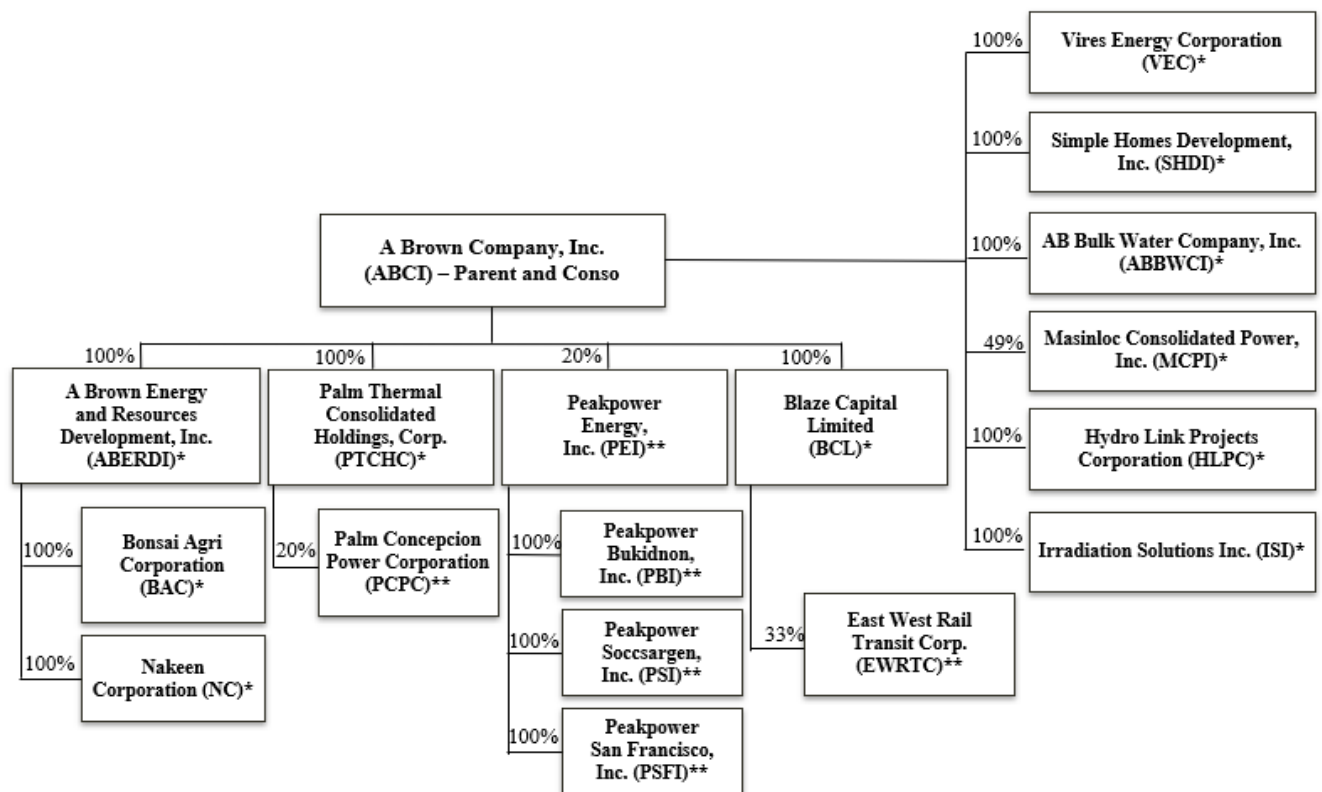 100%
Vires Energy Corporation
(VEC)*
100%
Simple Homes Development,
Inc. (SHDI)*
A Brown Company, Inc.
(ABCI) – Parent and Conso
100%
AB Bulk Water Company, Inc.
(ABBWCI)*
49%
Masinloc Consolidated Power,
Inc. (MCPI)*
100%
Hydro Link Projects
Corporation (HLPC)*
100%
Irradiation Solutions Inc. (ISI)*
100%
A Brown Energy
and Resources
Development, Inc.
(ABERDI)*
100%
Palm Thermal
Consolidated
Holdings, Corp.
(PTCHC)*
20%
Peakpower
Energy,
Inc. (PEI)**
100%
Blaze Capital
Limited
(BCL)*
100%
Bonsai Agri
Corporation
(BAC)*
100%
Nakeen
Corporation (NC)*
20%
Palm Concepcion
Power Corporation
(PCPC)**
100%
Peakpower
Bukidnon,
Inc. (PBI)**
100%
Peakpower
Soccsargen,
Inc. (PSI)**
100%
Peakpower
San Francisco,
Inc. (PSFI)**
33%
East West Rail
Transit Corp.
(EWRTC)**